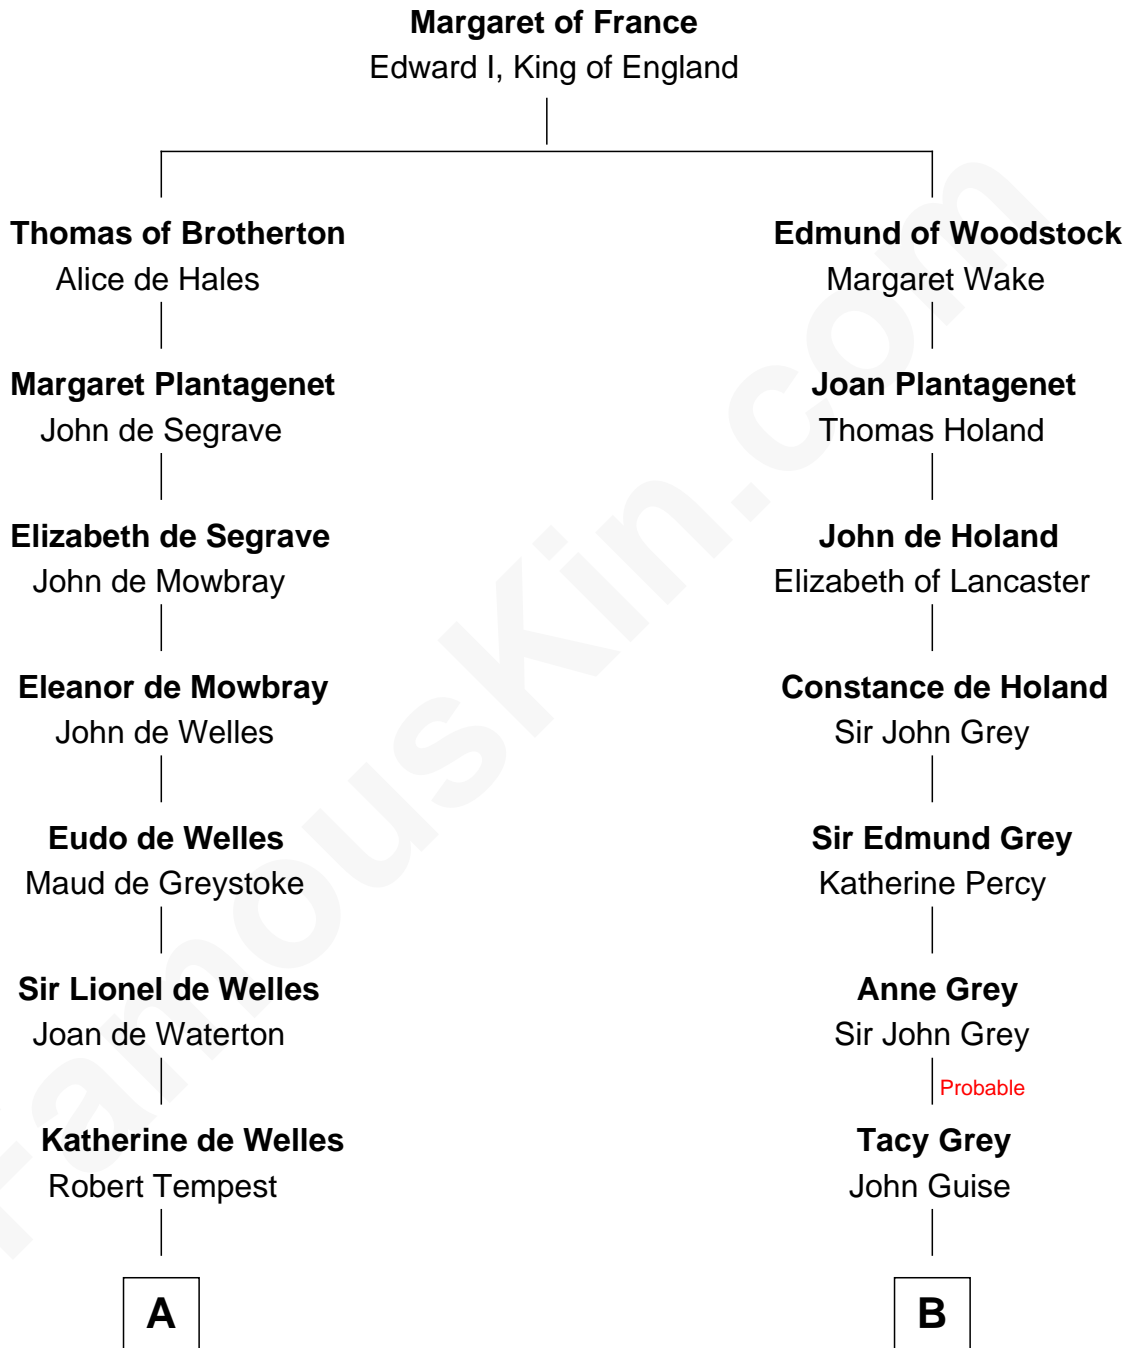 Margaret of France
Edward I, King of England
Thomas of Brotherton
Alice de Hales
Edmund of Woodstock
Margaret Wake
Margaret Plantagenet
John de Segrave
Joan Plantagenet
Thomas Holand
Elizabeth de Segrave
John de Mowbray
John de Holand
Elizabeth of Lancaster
Eleanor de Mowbray
John de Welles
Constance de Holand
Sir John Grey
Eudo de Welles
Maud de Greystoke
Sir Edmund Grey
Katherine Percy
Sir Lionel de Welles
Joan de Waterton
Anne Grey
Sir John Grey
Probable
Katherine de Welles
Robert Tempest
Tacy Grey
John Guise
A
B
FamousKin.com